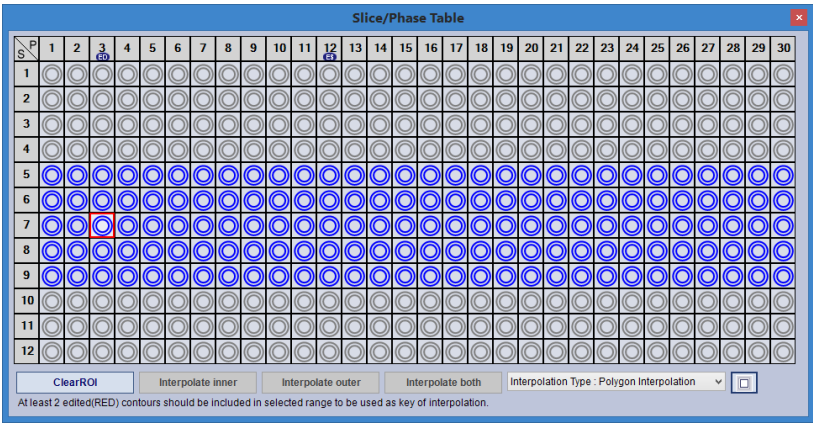 Slice/Phase Table
P
S
1 2 3 4 5 6 7 8 9 10 11 12 13 14 15 16 17 18 19 20 21 22 23 24 25 26 27 28 29 30
ED ES
1
2
3
4
5
6
7
8
9
10
11
12
ClearROI Interpolate inner Interpolate outer Interpolate both Interpolation Type : Polygon Interpolation
At least 2 edited(RED) contours should be included in selected range to be used as key of interpolation.